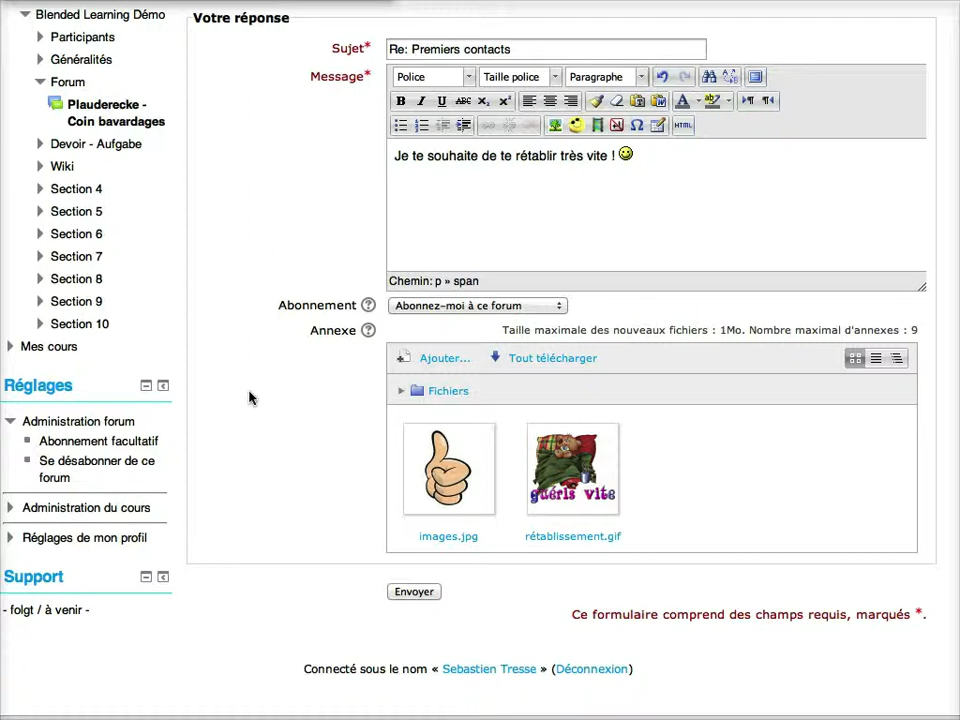 Blended Learning Démo
Participants
Généralités
Forum
Plauderecke -
Coin bavardages
Devoir - Aufgabe
Wiki
Section 4
Section 5
Section 6
Section 7
Section 8
Section 9
Section 10
Mes cours
Réglages
Administration forum
Abonnement facultatif
Se désabonner de ce
forum
Administration du cours
Réglages de mon profil
Support
- folgt / à venir -
Votre réponse
Sujet* Re: Premiers contacts
Message*
Police Taille police Paragraphe
B I U ABC X₂ X² A ab
Ω HTML
Je te souhaite de te rétablir très vite !
Chemin: p » span
Abonnement ? Abonnez-moi à ce forum
Annexe ? Taille maximale des nouveaux fichiers : 1Mo. Nombre maximal d'annexes : 9
Ajouter... Tout télécharger
Fichiers
guéris vite
images.jpg rétablissement.gif
Envoyer
Ce formulaire comprend des champs requis, marqués *.
Connecté sous le nom « Sebastien Tresse » (Déconnexion)